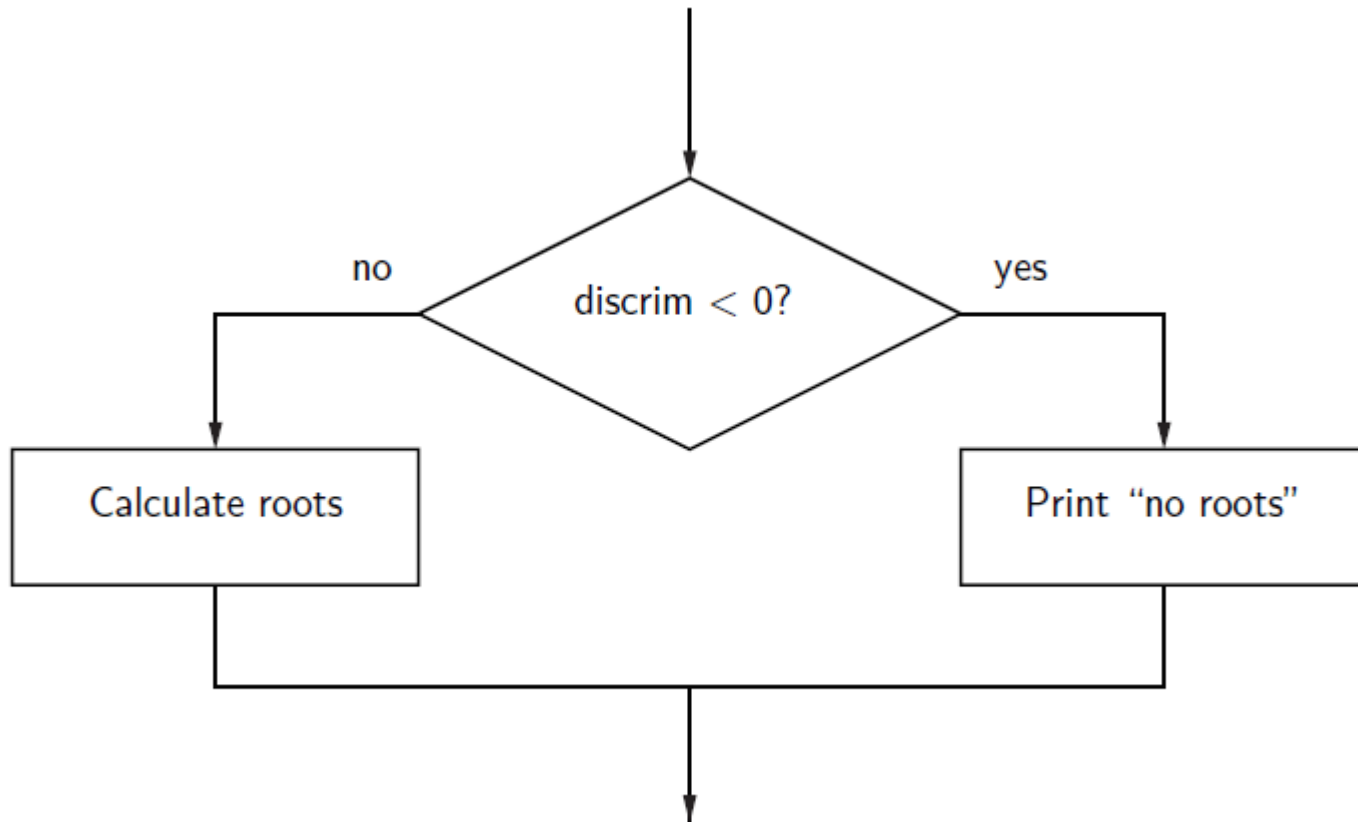 no
yes
discrim < 0?
Calculate roots
Print “no roots”